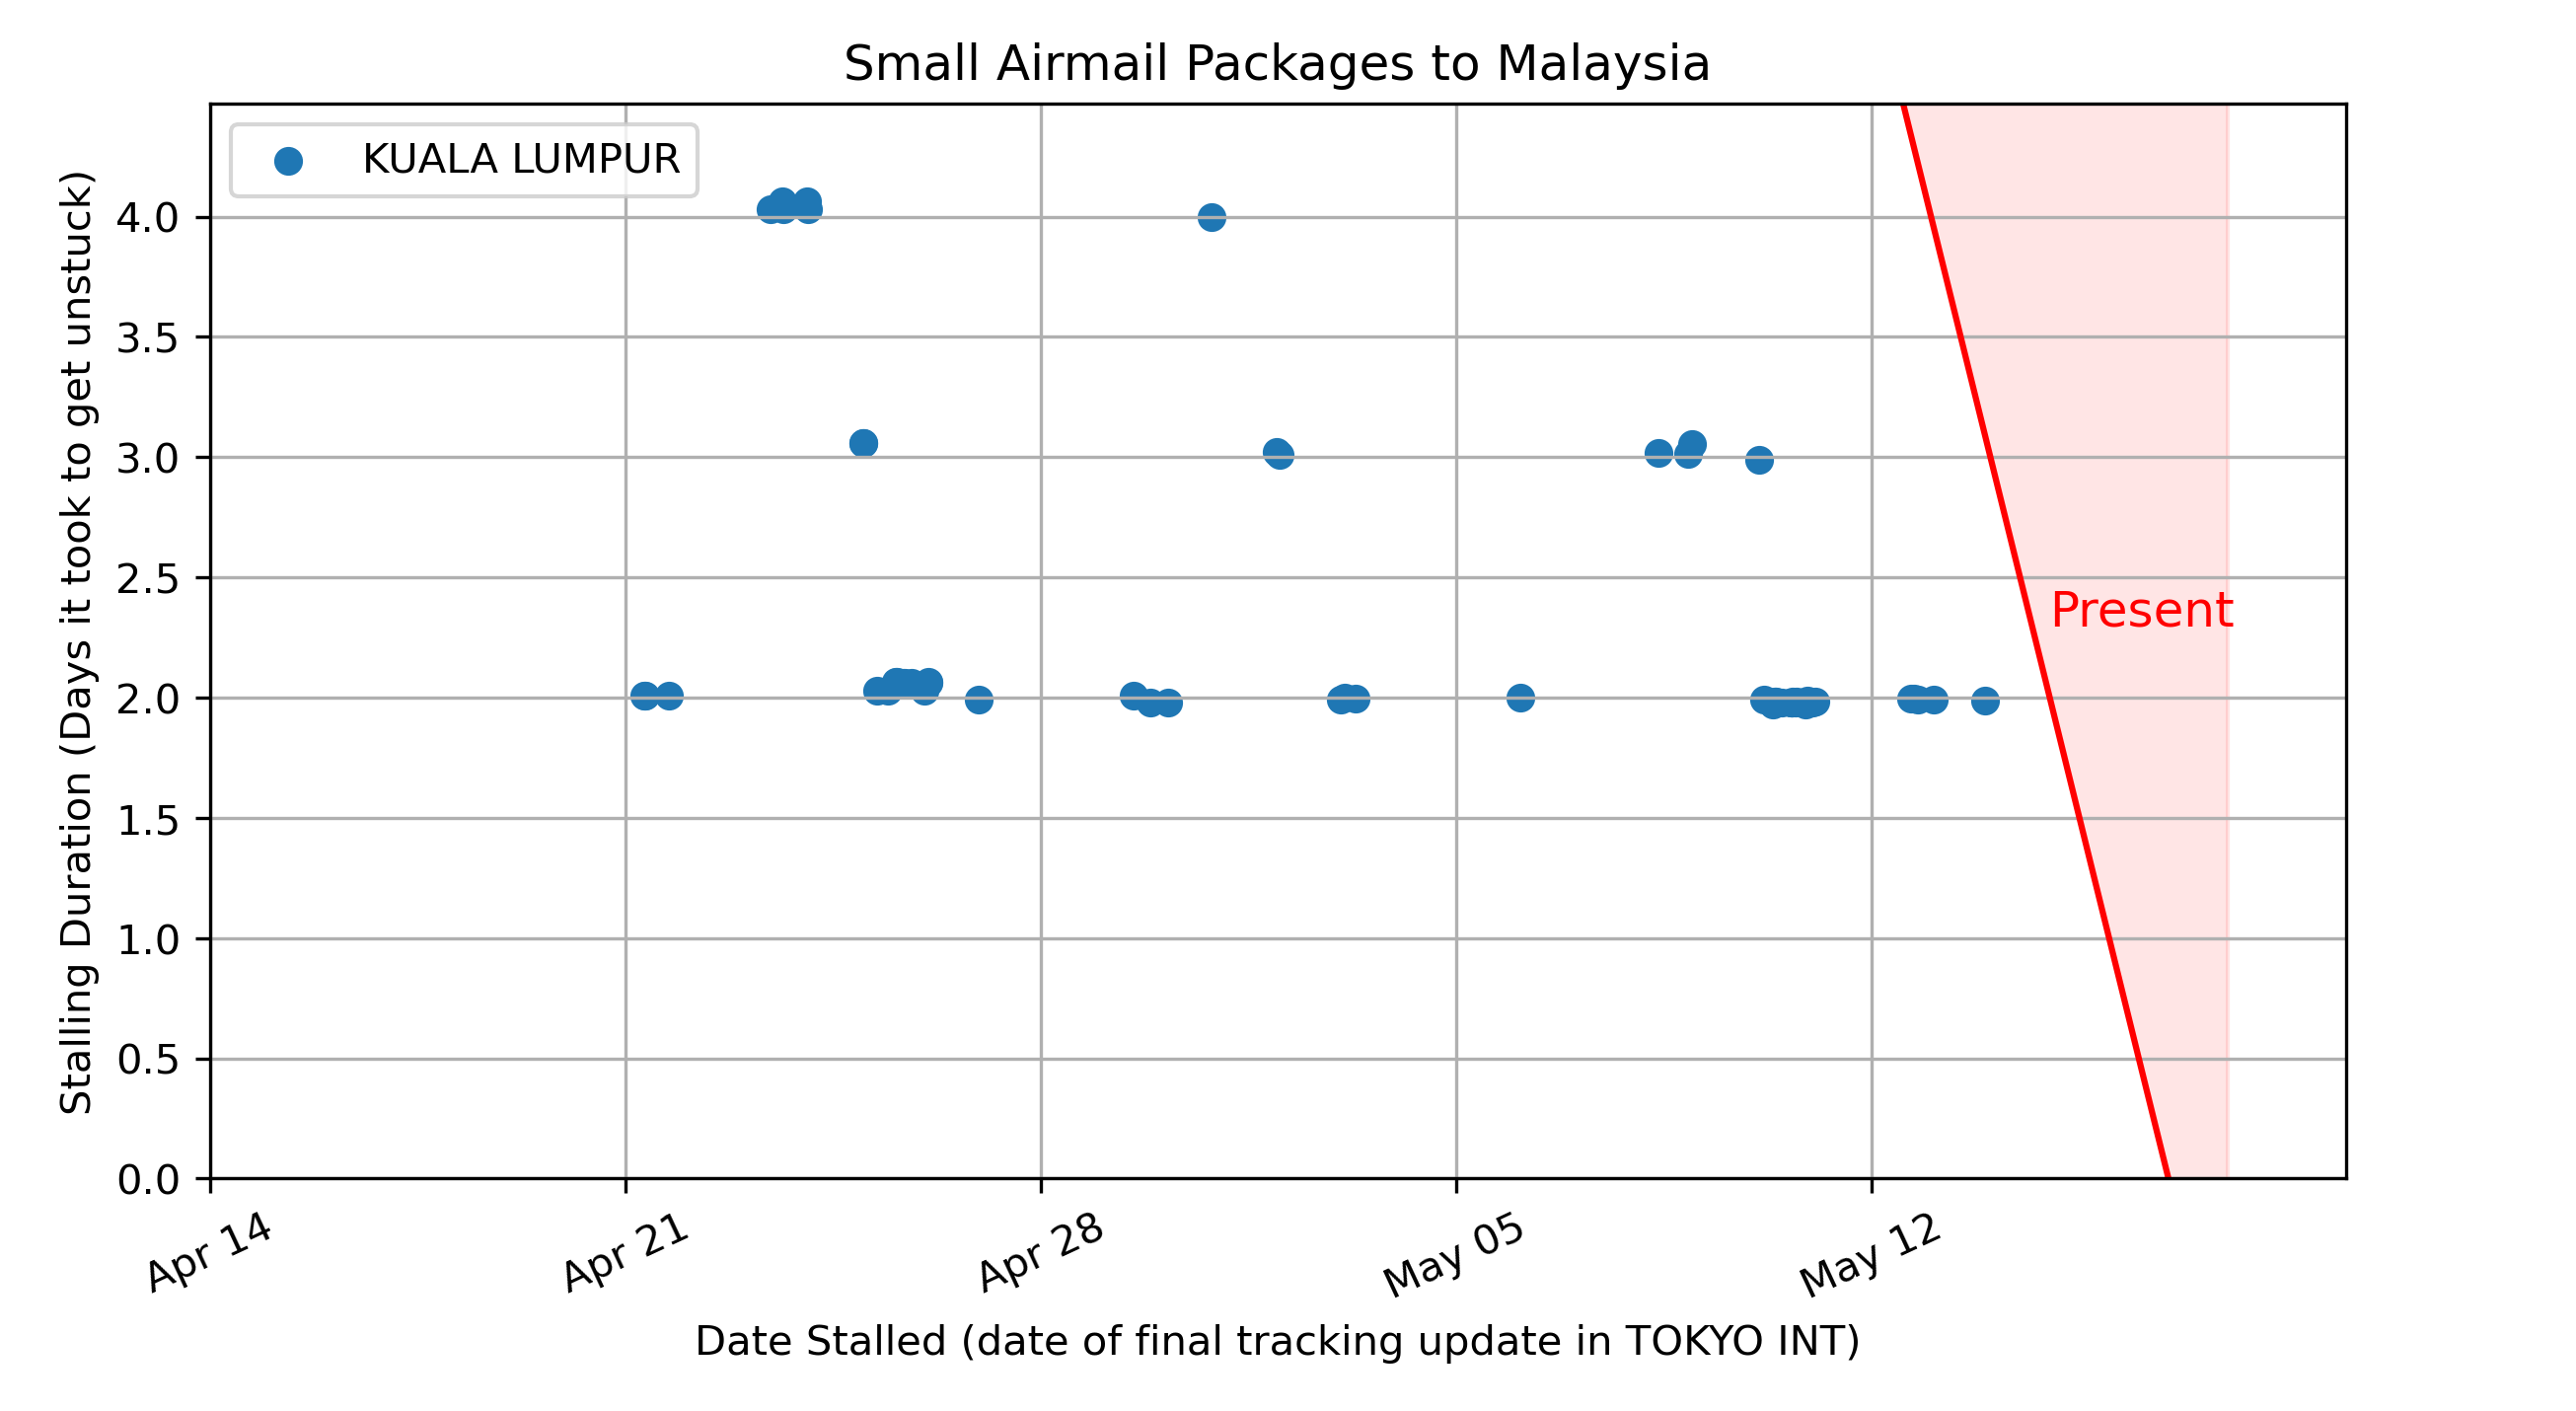 Small Airmail Packages to Malaysia
KUALA LUMPUR
Stalling Duration (Days it took to get unstuck)
4.0
3.5
3.0
2.5
2.0
1.5
1.0
0.5
0.0
Present
Apr 14
Apr 21
Apr 28
May 05
May 12
Date Stalled (date of final tracking update in TOKYO INT)